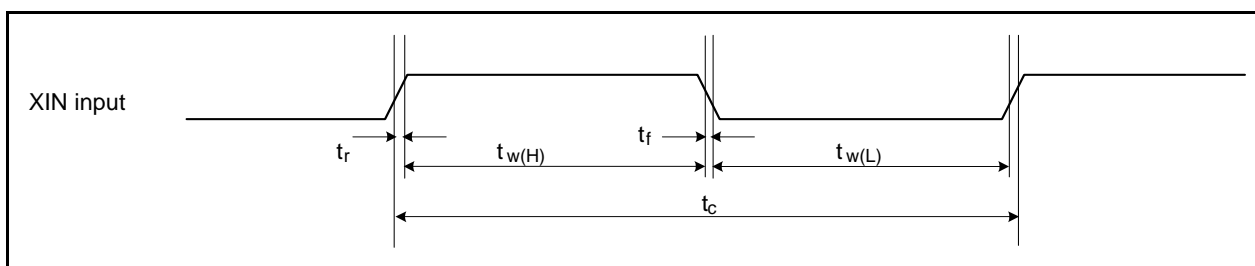 XIN input
tr
tw(H)
tf
tw(L)
tc